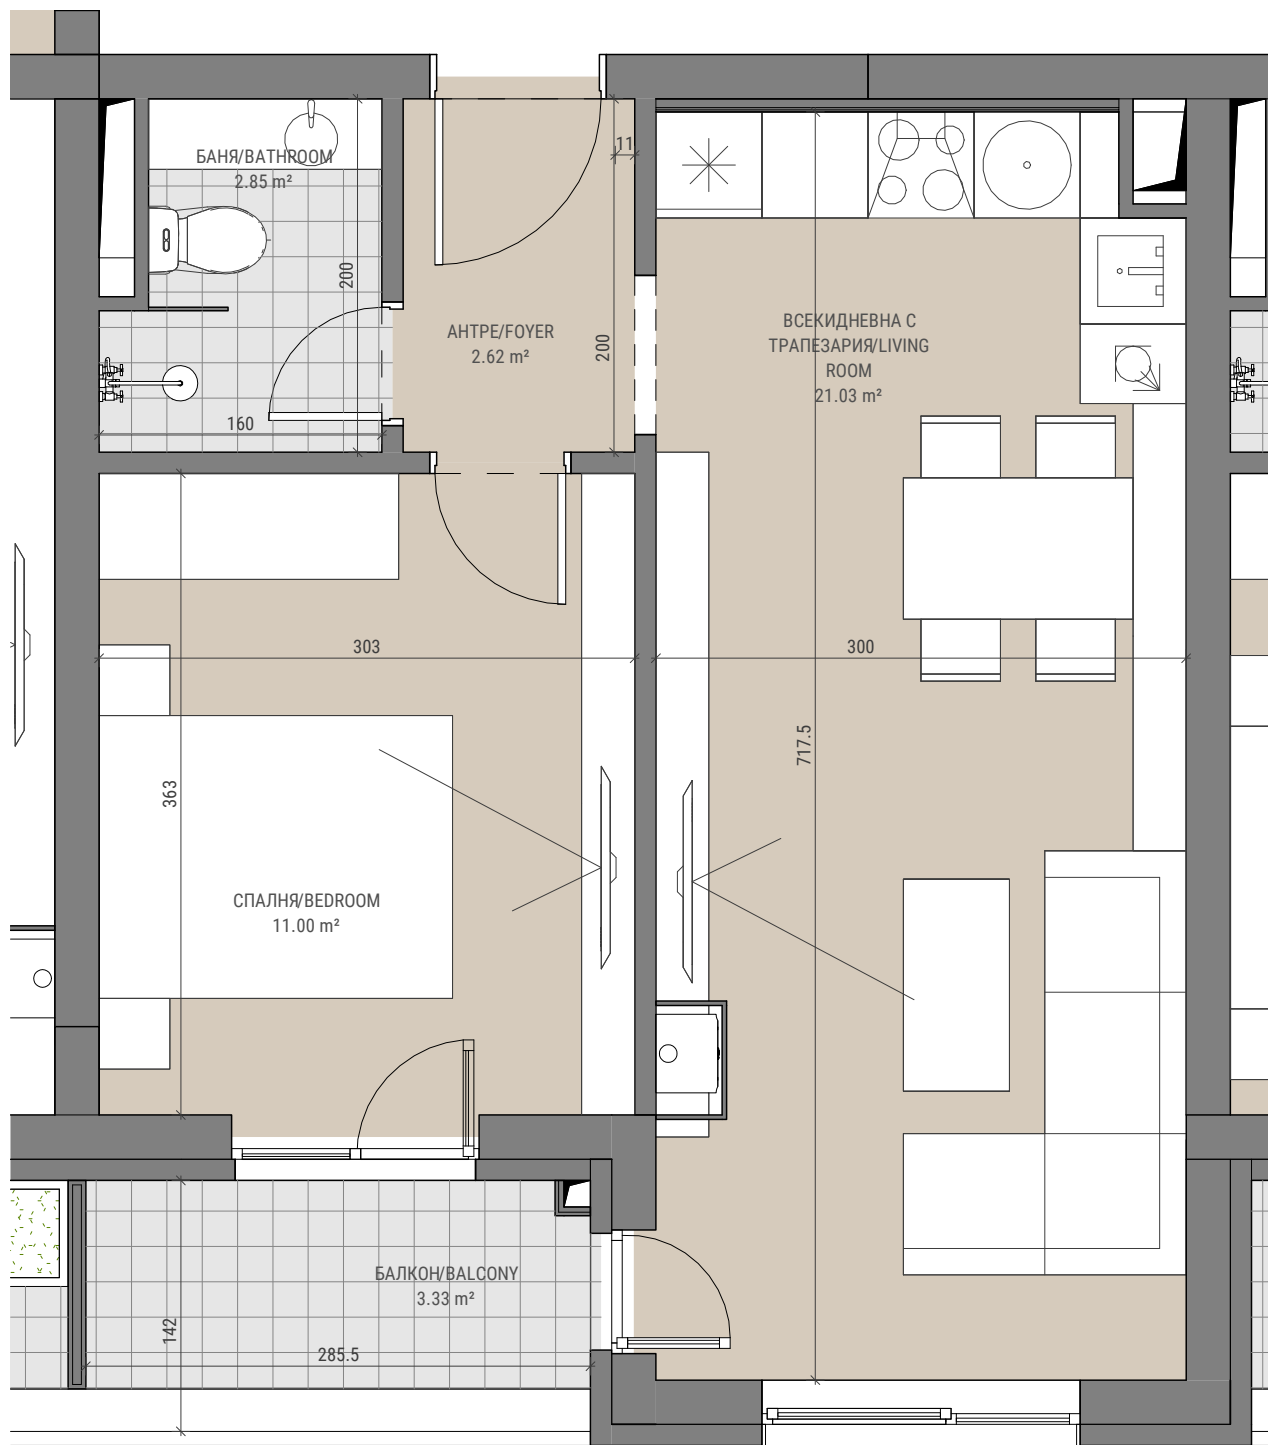 БАНЯ/BATHROOM
2.85 m²
200
160
11
АНТРЕ/FOYER
2.62 m²
200
ВСЕКИДНЕВНА С
ТРАПЕЗАРИЯ/LIVING
ROOM
21.03 m²
303
300
717.5
363
СПАЛНЯ/BEDROOM
11.00 m²
БАЛКОН/BALCONY
3.33 m²
142
285.5